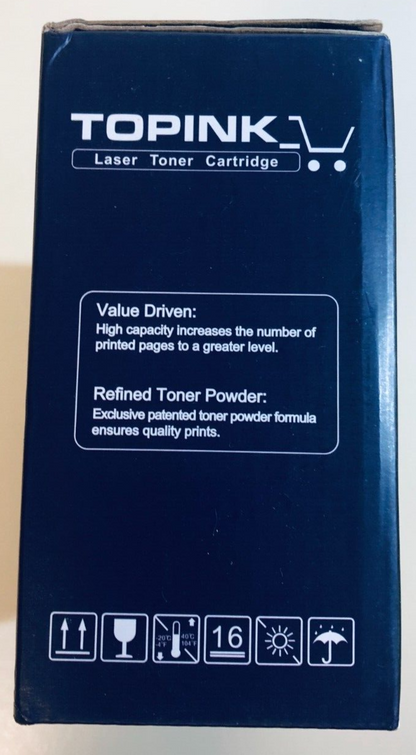 TOPINK
Laser Toner Cartridge
Value Driven:
High capacity increases the number of
printed pages to a greater level.
Refined Toner Powder:
Exclusive patented toner powder formula
ensures quality prints.
-20°C 40°C
-4°F 104°F
16